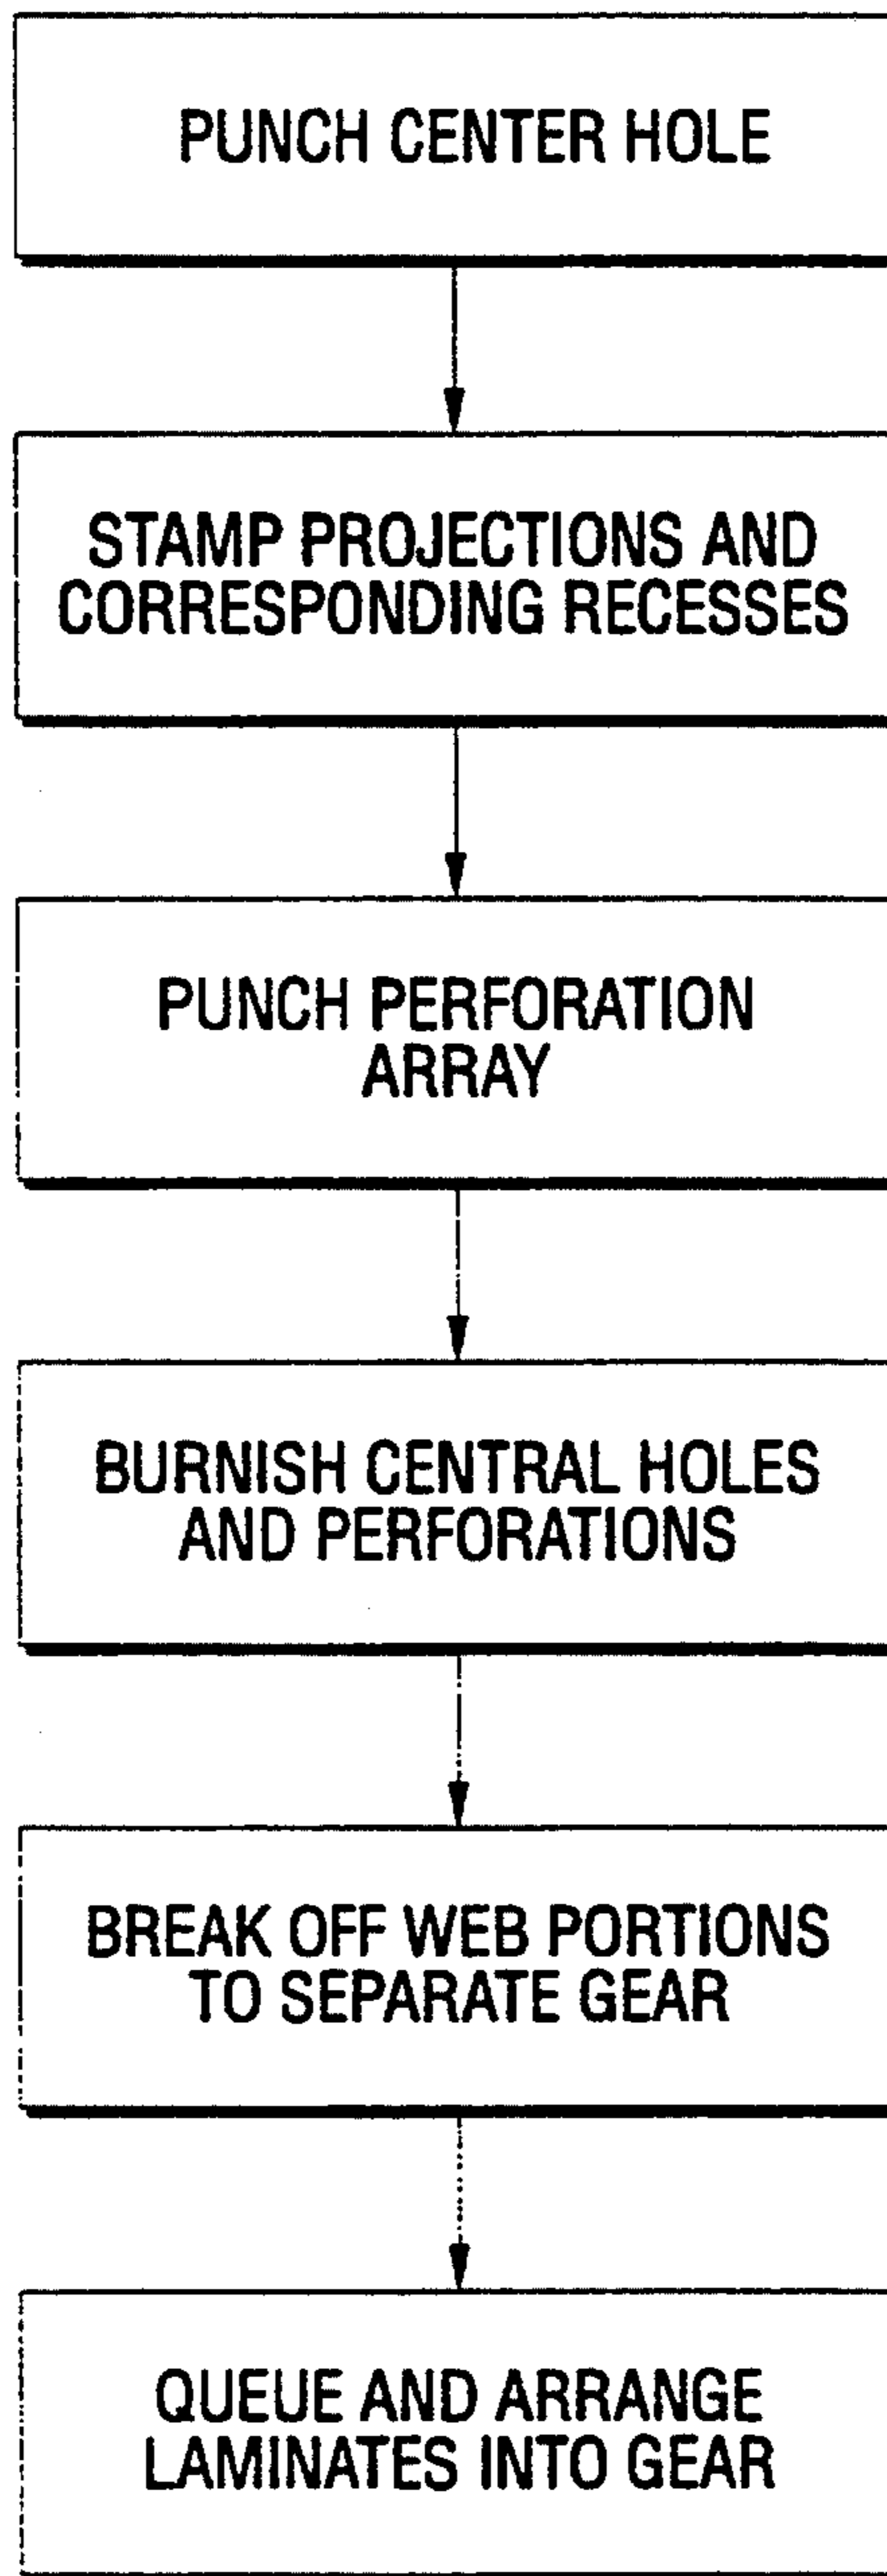 PUNCH CENTER HOLE
STAMP PROJECTIONS AND
CORRESPONDING RECESSES
PUNCH PERFORATION
ARRAY
BURNISH CENTRAL HOLES
AND PERFORATIONS
BREAK OFF WEB PORTIONS
TO SEPARATE GEAR
QUEUE AND ARRANGE
LAMINATES INTO GEAR